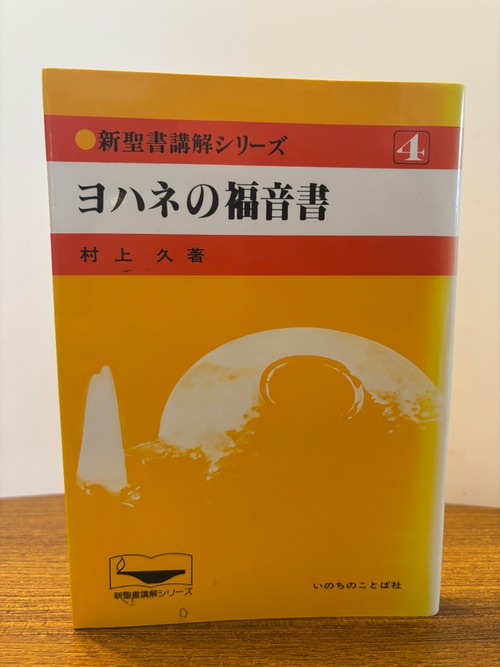 ●新聖書講解シリーズ 4
ヨハネの福音書
村上 久著
新聖書講解シリーズ
いのちのことば社